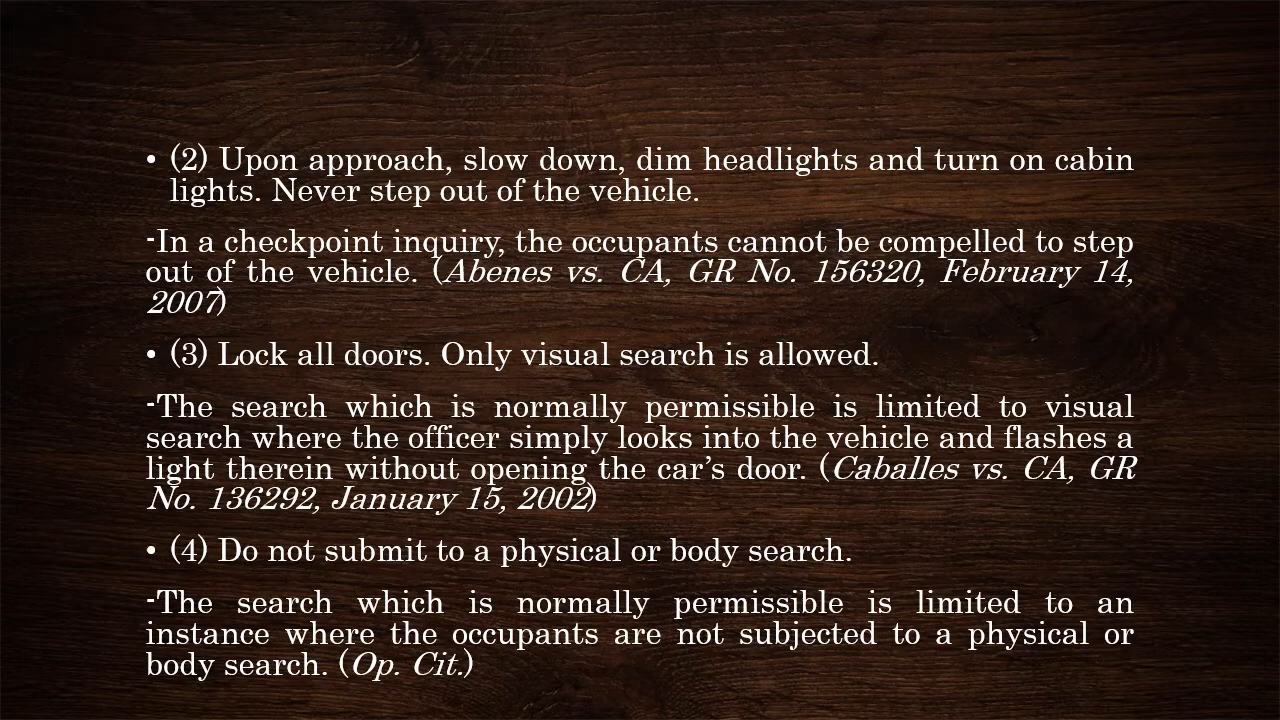 • (2) Upon approach, slow down, dim headlights and turn on cabin
lights. Never step out of the vehicle.
-In a checkpoint inquiry, the occupants cannot be compelled to step
out of the vehicle. (Abenes vs. CA, GR No. 156320, February 14,
2007)
• (3) Lock all doors. Only visual search is allowed.
-The search which is normally permissible is limited to visual
search where the officer simply looks into the vehicle and flashes a
light therein without opening the car’s door. (Caballes vs. CA, GR
No. 136292, January 15, 2002)
• (4) Do not submit to a physical or body search.
-The search which is normally permissible is limited to an
instance where the occupants are not subjected to a physical or
body search. (Op. Cit.)